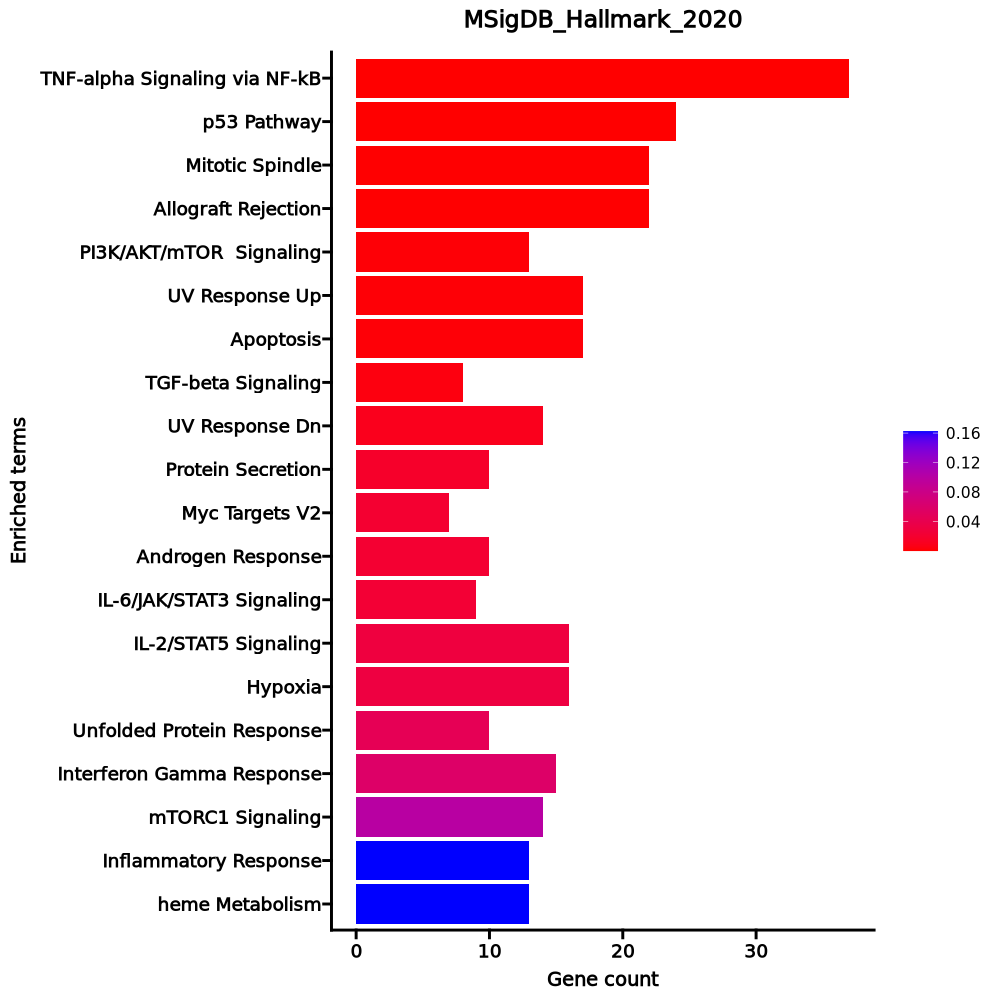 MSigDB_Hallmark_2020
TNF-alpha Signaling via NF-kB
p53 Pathway
Mitotic Spindle
Allograft Rejection
PI3K/AKT/mTOR  Signaling
UV Response Up
Apoptosis
TGF-beta Signaling
UV Response Dn
Protein Secretion
Myc Targets V2
Androgen Response
IL-6/JAK/STAT3 Signaling
IL-2/STAT5 Signaling
Hypoxia
Unfolded Protein Response
Interferon Gamma Response
mTORC1 Signaling
Inflammatory Response
heme Metabolism
Enriched terms
0 10 20 30
Gene count
0.16
0.12
0.08
0.04